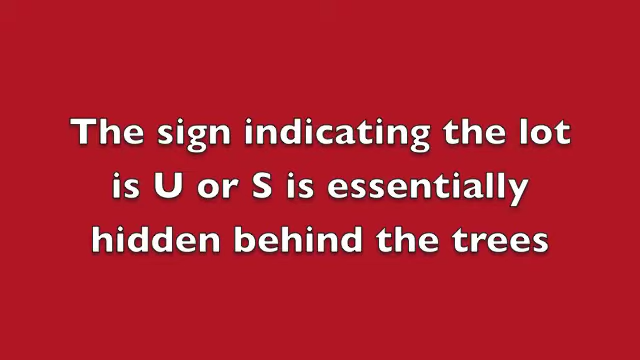 The sign indicating the lot
is U or S is essentially
hidden behind the trees